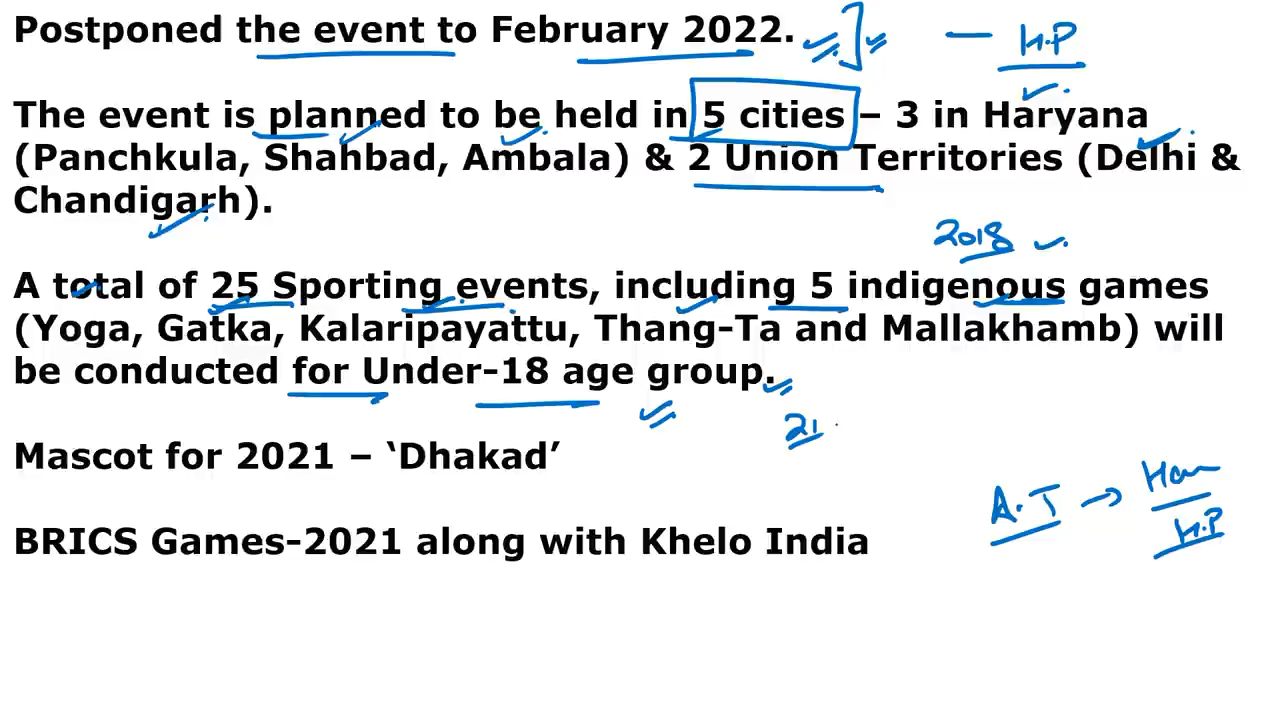 Postponed the event to February 2022.
H.P
The event is planned to be held in 5 cities – 3 in Haryana
(Panchkula, Shahbad, Ambala) & 2 Union Territories (Delhi &
Chandigarh).
2018
A total of 25 Sporting events, including 5 indigenous games
(Yoga, Gatka, Kalaripayattu, Thang-Ta and Mallakhamb) will
be conducted for Under-18 age group.
21
Mascot for 2021 – ‘Dhakad’
A.T → Har
H.P
BRICS Games-2021 along with Khelo India